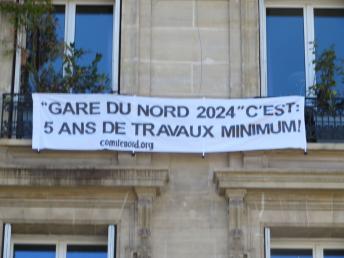 "GARE DU NORD 2024" C'EST:
5 ANS DE TRAVAUX MINIMUM!
comitenord.org